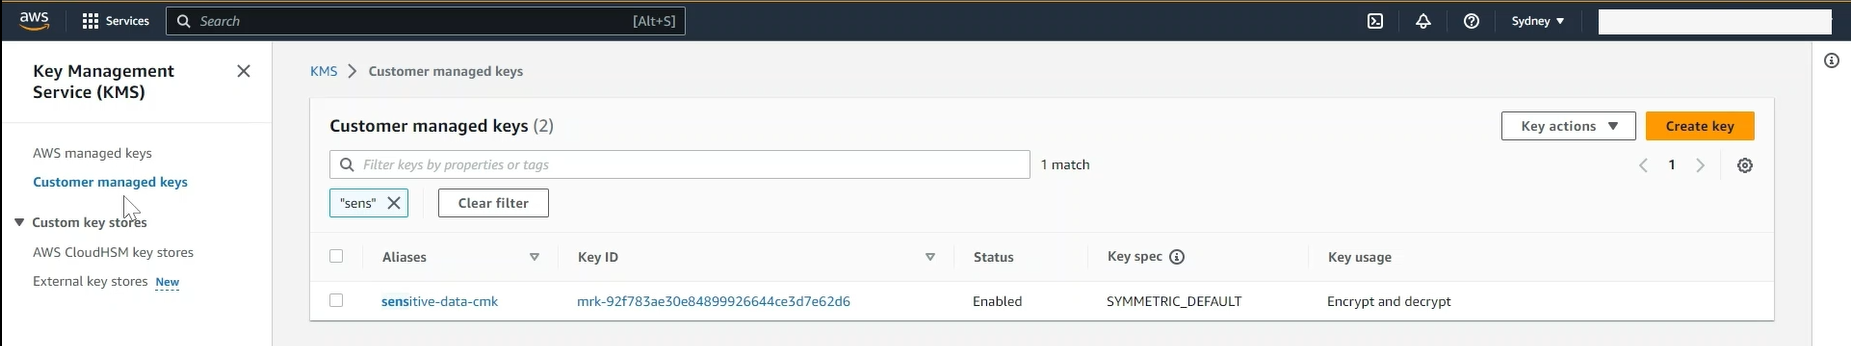 aws
Services
Search
[Alt+S]
Sydney
Key Management
Service (KMS)
AWS managed keys
Customer managed keys
Custom key stores
AWS CloudHSM key stores
External key stores New
KMS > Customer managed keys
Customer managed keys (2)
Key actions
Create key
Filter keys by properties or tags
1 match
1
"sens"
Clear filter
Aliases
Key ID
Status
Key spec
Key usage
sensitive-data-cmk
mrk-92f783ae30e84899926644ce3d7e62d6
Enabled
SYMMETRIC_DEFAULT
Encrypt and decrypt